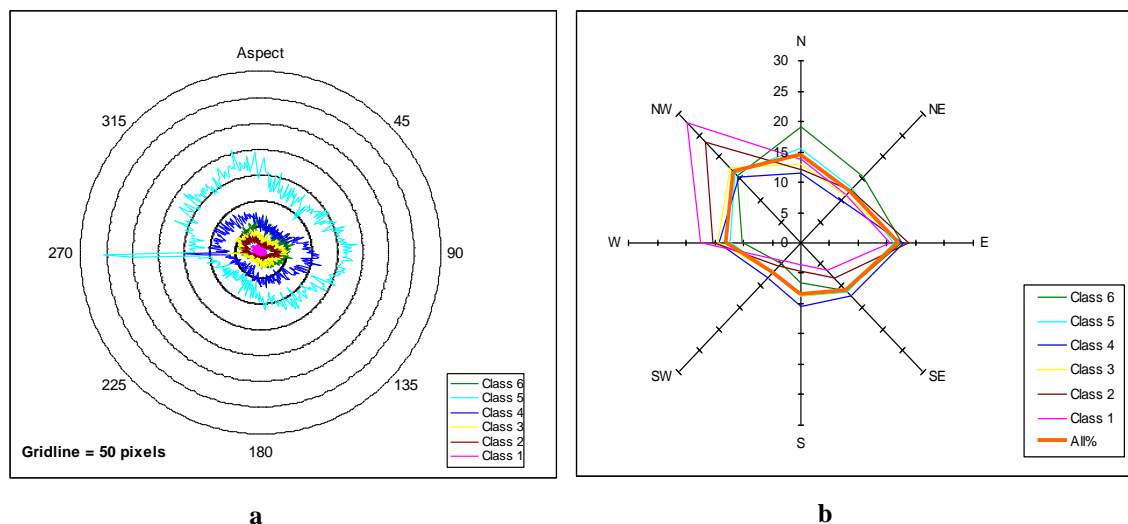 Aspect
315
45
270
90
225
135
180
Gridline = 50 pixels
Class 6
Class 5
Class 4
Class 3
Class 2
Class 1
a
N
30
25
20
15
10
5
0
NW
NE
W
E
SW
SE
S
Class 6
Class 5
Class 4
Class 3
Class 2
Class 1
All%
b